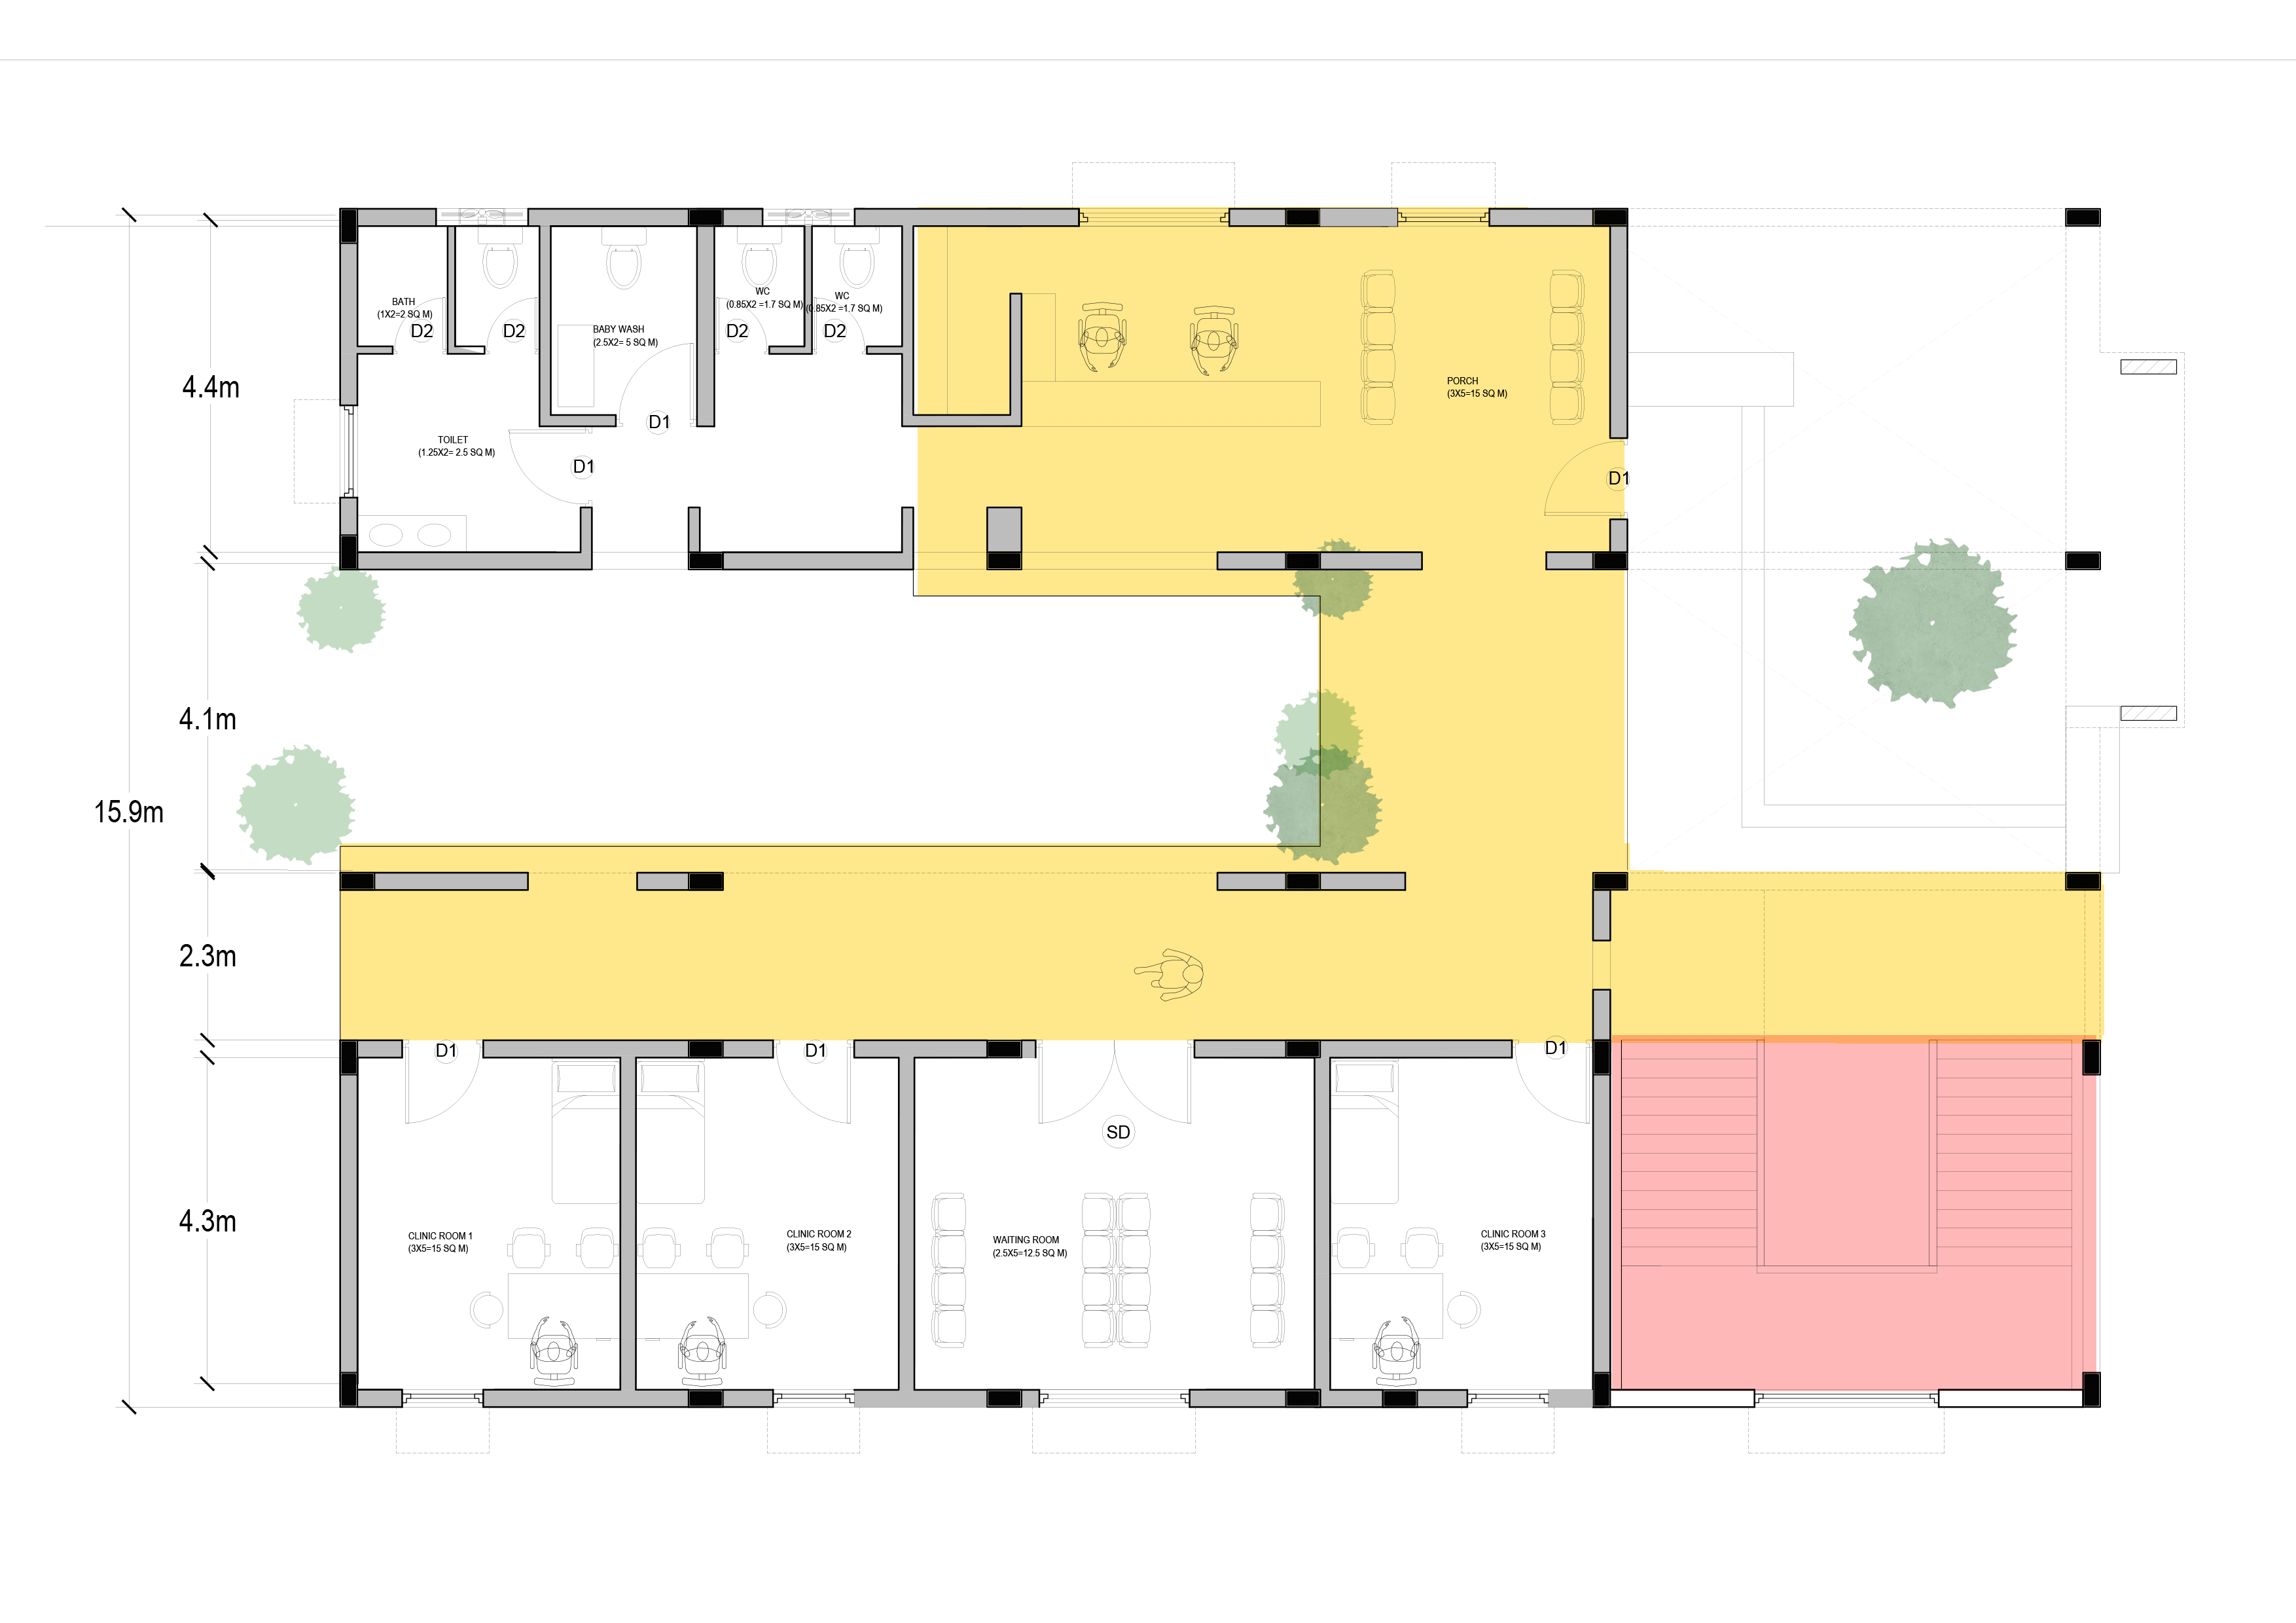 BATH
(1X2=2 SQ M)
D2
D2
BABY WASH
(2.5X2= 5 SQ M)
WC
(0.85X2 =1.7 SQ M)
D2
WC
(0.85X2 =1.7 SQ M)
D2
PORCH
(3X5=15 SQ M)
4.4m
TOILET
(1.25X2= 2.5 SQ M)
D1
D1
D1
4.1m
15.9m
2.3m
D1
D1
D1
SD
4.3m
CLINIC ROOM 1
(3X5=15 SQ M)
CLINIC ROOM 2
(3X5=15 SQ M)
WAITING ROOM
(2.5X5=12.5 SQ M)
CLINIC ROOM 3
(3X5=15 SQ M)